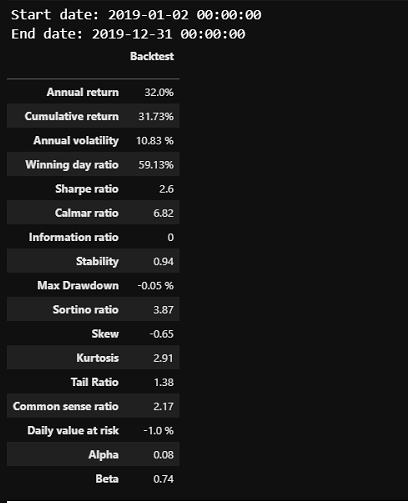 Start date: 2019-01-02 00:00:00
End date: 2019-12-31 00:00:00
Backtest
Annual return 32.0%
Cumulative return 31.73%
Annual volatility 10.83 %
Winning day ratio 59.13%
Sharpe ratio 2.6
Calmar ratio 6.82
Information ratio 0
Stability 0.94
Max Drawdown -0.05 %
Sortino ratio 3.87
Skew -0.65
Kurtosis 2.91
Tail Ratio 1.38
Common sense ratio 2.17
Daily value at risk -1.0 %
Alpha 0.08
Beta 0.74